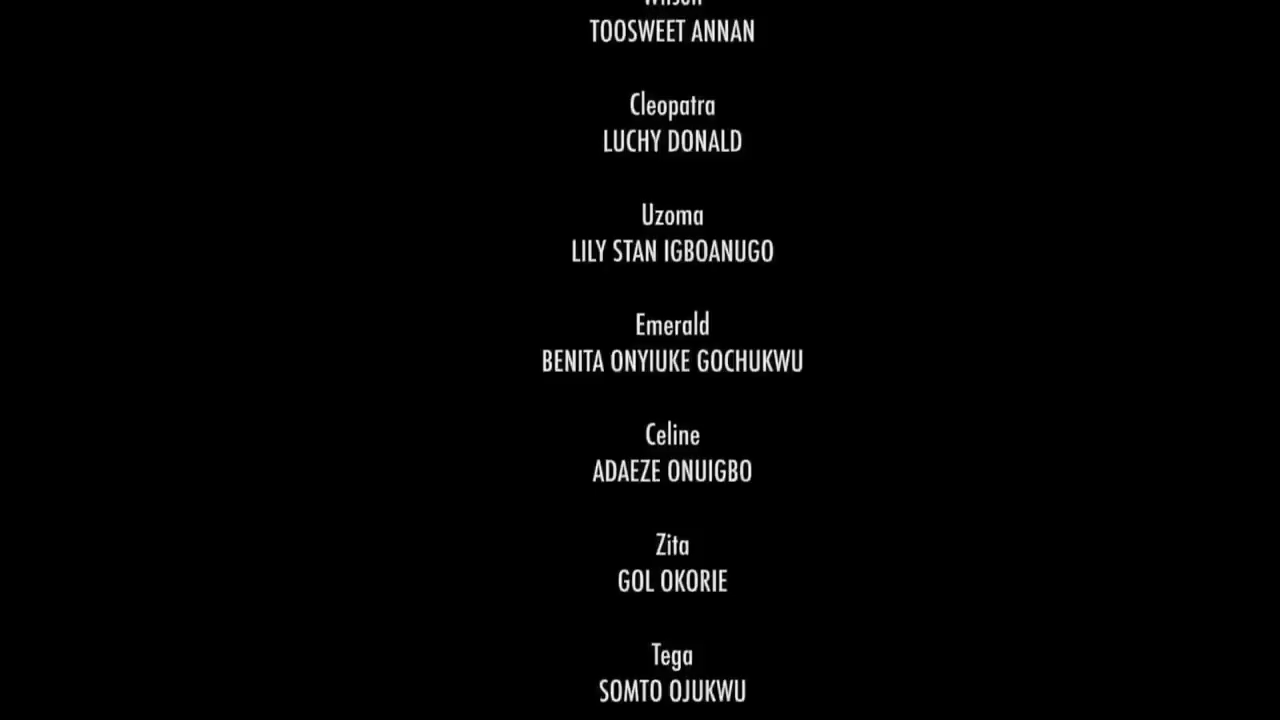 Wilson
TOOSWEET ANNAN
Cleopatra
LUCHY DONALD
Uzoma
LILY STAN IGBOANUGO
Emerald
BENITA ONYIUKE GOCHUKWU
Celine
ADAEZE ONUIGBO
Zita
GOL OKORIE
Tega
SOMTO OJUKWU